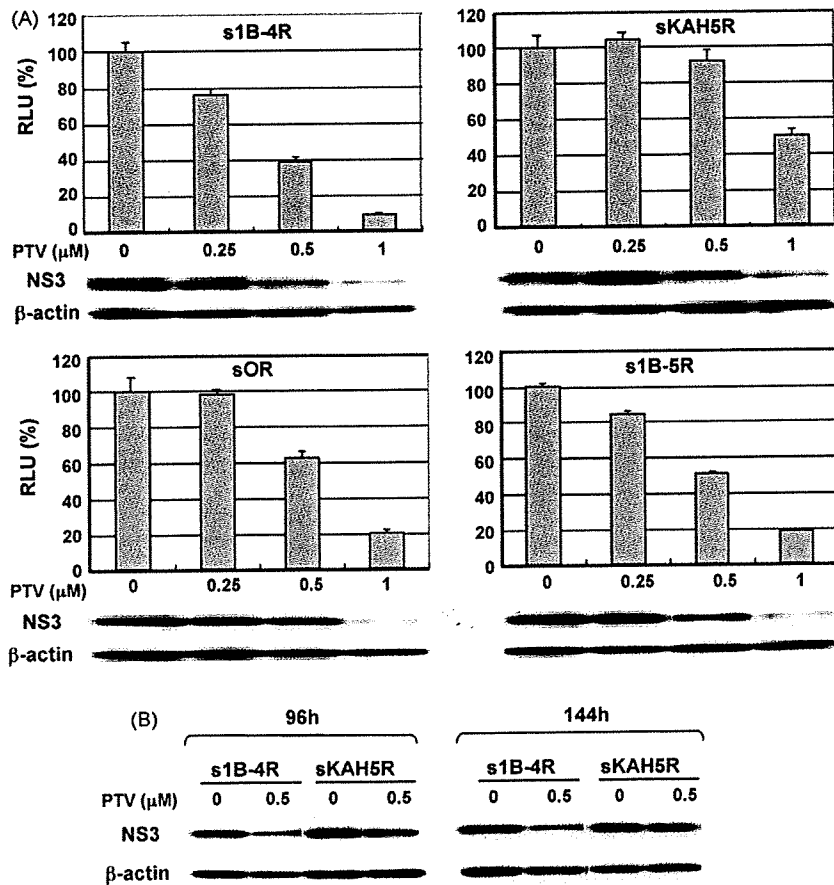 (A)
s1B-4R
RLU (%)
120
100
80
60
40
20
0
PTV (μM) 0 0.25 0.5 1
NS3
β-actin
sKAH5R
120
100
80
60
40
20
0
0 0.25 0.5 1
sOR
RLU (%)
120
100
80
60
40
20
0
PTV (μM) 0 0.25 0.5 1
NS3
β-actin
s1B-5R
120
100
80
60
40
20
0
0 0.25 0.5 1
(B) 96h 144h
s1B-4R sKAH5R s1B-4R sKAH5R
PTV (μM) 0 0.5 0 0.5 0 0.5 0 0.5
NS3
β-actin